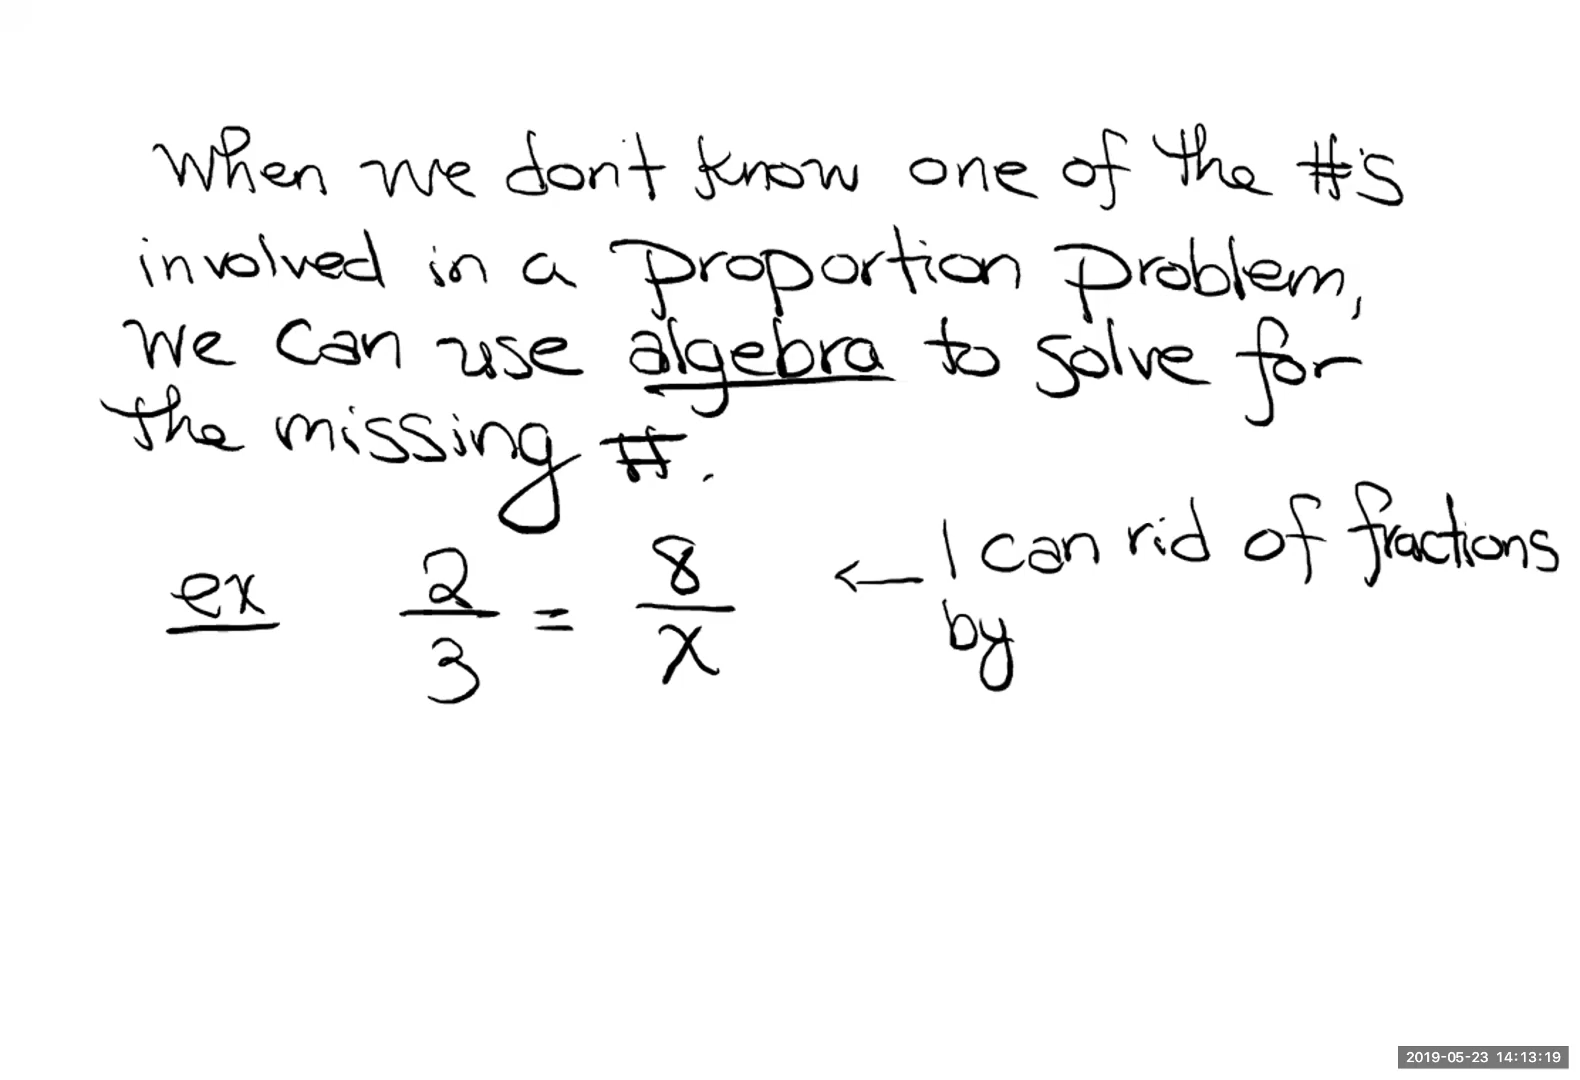 When we don't know one of the #'s
involved in a proportion problem,
we can use algebra to solve for
the missing #.
ex 2/3 = 8/x ← I can rid of fractions
by
2019-05-23 14:13:19